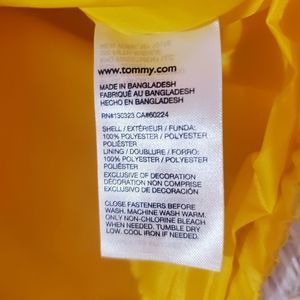 www.tommy.com
MADE IN BANGLADESH
FABRIQUÉ AU BANGLADESH
HECHO EN BANGLADESH
RN#130323 CA#60224
SHELL / EXTÉRIEUR / FUNDA:
100% POLYESTER / POLYESTER
POLIÉSTER
LINING / DOUBLURE / FORRO:
100% POLYESTER / POLYESTER
POLIÉSTER
EXCLUSIVE OF DECORATION
DÉCORATION NON COMPRISE
EXCLUSIVO DE DECORACIÓN
CLOSE FASTENERS BEFORE
WASH. MACHINE WASH WARM.
ONLY NON-CHLORINE BLEACH
WHEN NEEDED. TUMBLE DRY
LOW. COOL IRON IF NEEDED.